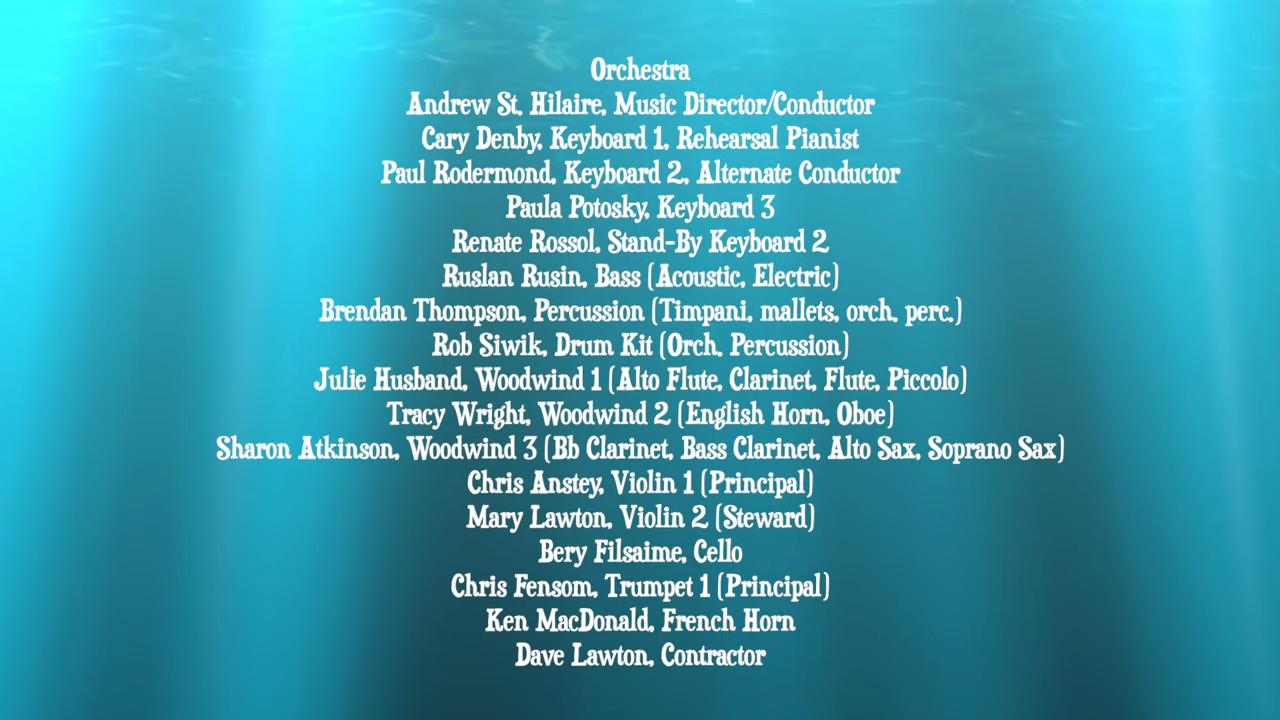 Orchestra
Andrew St. Hilaire, Music Director/Conductor
Cary Denby, Keyboard 1, Rehearsal Pianist
Paul Rodermond, Keyboard 2, Alternate Conductor
Paula Potosky, Keyboard 3
Renate Rossol, Stand-By Keyboard 2
Ruslan Rusin, Bass (Acoustic, Electric)
Brendan Thompson, Percussion (Timpani, mallets, orch. perc.)
Rob Siwik, Drum Kit (Orch. Percussion)
Julie Husband, Woodwind 1 (Alto Flute, Clarinet, Flute, Piccolo)
Tracy Wright, Woodwind 2 (English Horn, Oboe)
Sharon Atkinson, Woodwind 3 (Bb Clarinet, Bass Clarinet, Alto Sax, Soprano Sax)
Chris Anstey, Violin 1 (Principal)
Mary Lawton, Violin 2 (Steward)
Bery Filsaime, Cello
Chris Fensom, Trumpet 1 (Principal)
Ken MacDonald, French Horn
Dave Lawton, Contractor